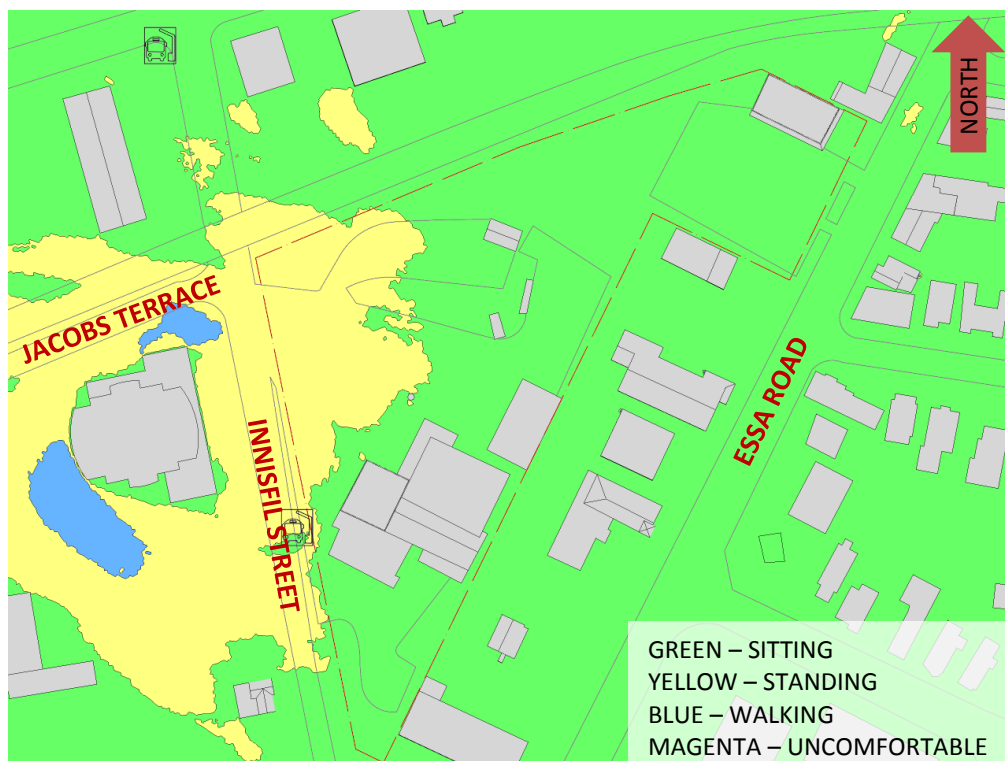 NORTH
JACOBS TERRACE
INNISFIL STREET
ESSA ROAD
GREEN – SITTING
YELLOW – STANDING
BLUE – WALKING
MAGENTA – UNCOMFORTABLE